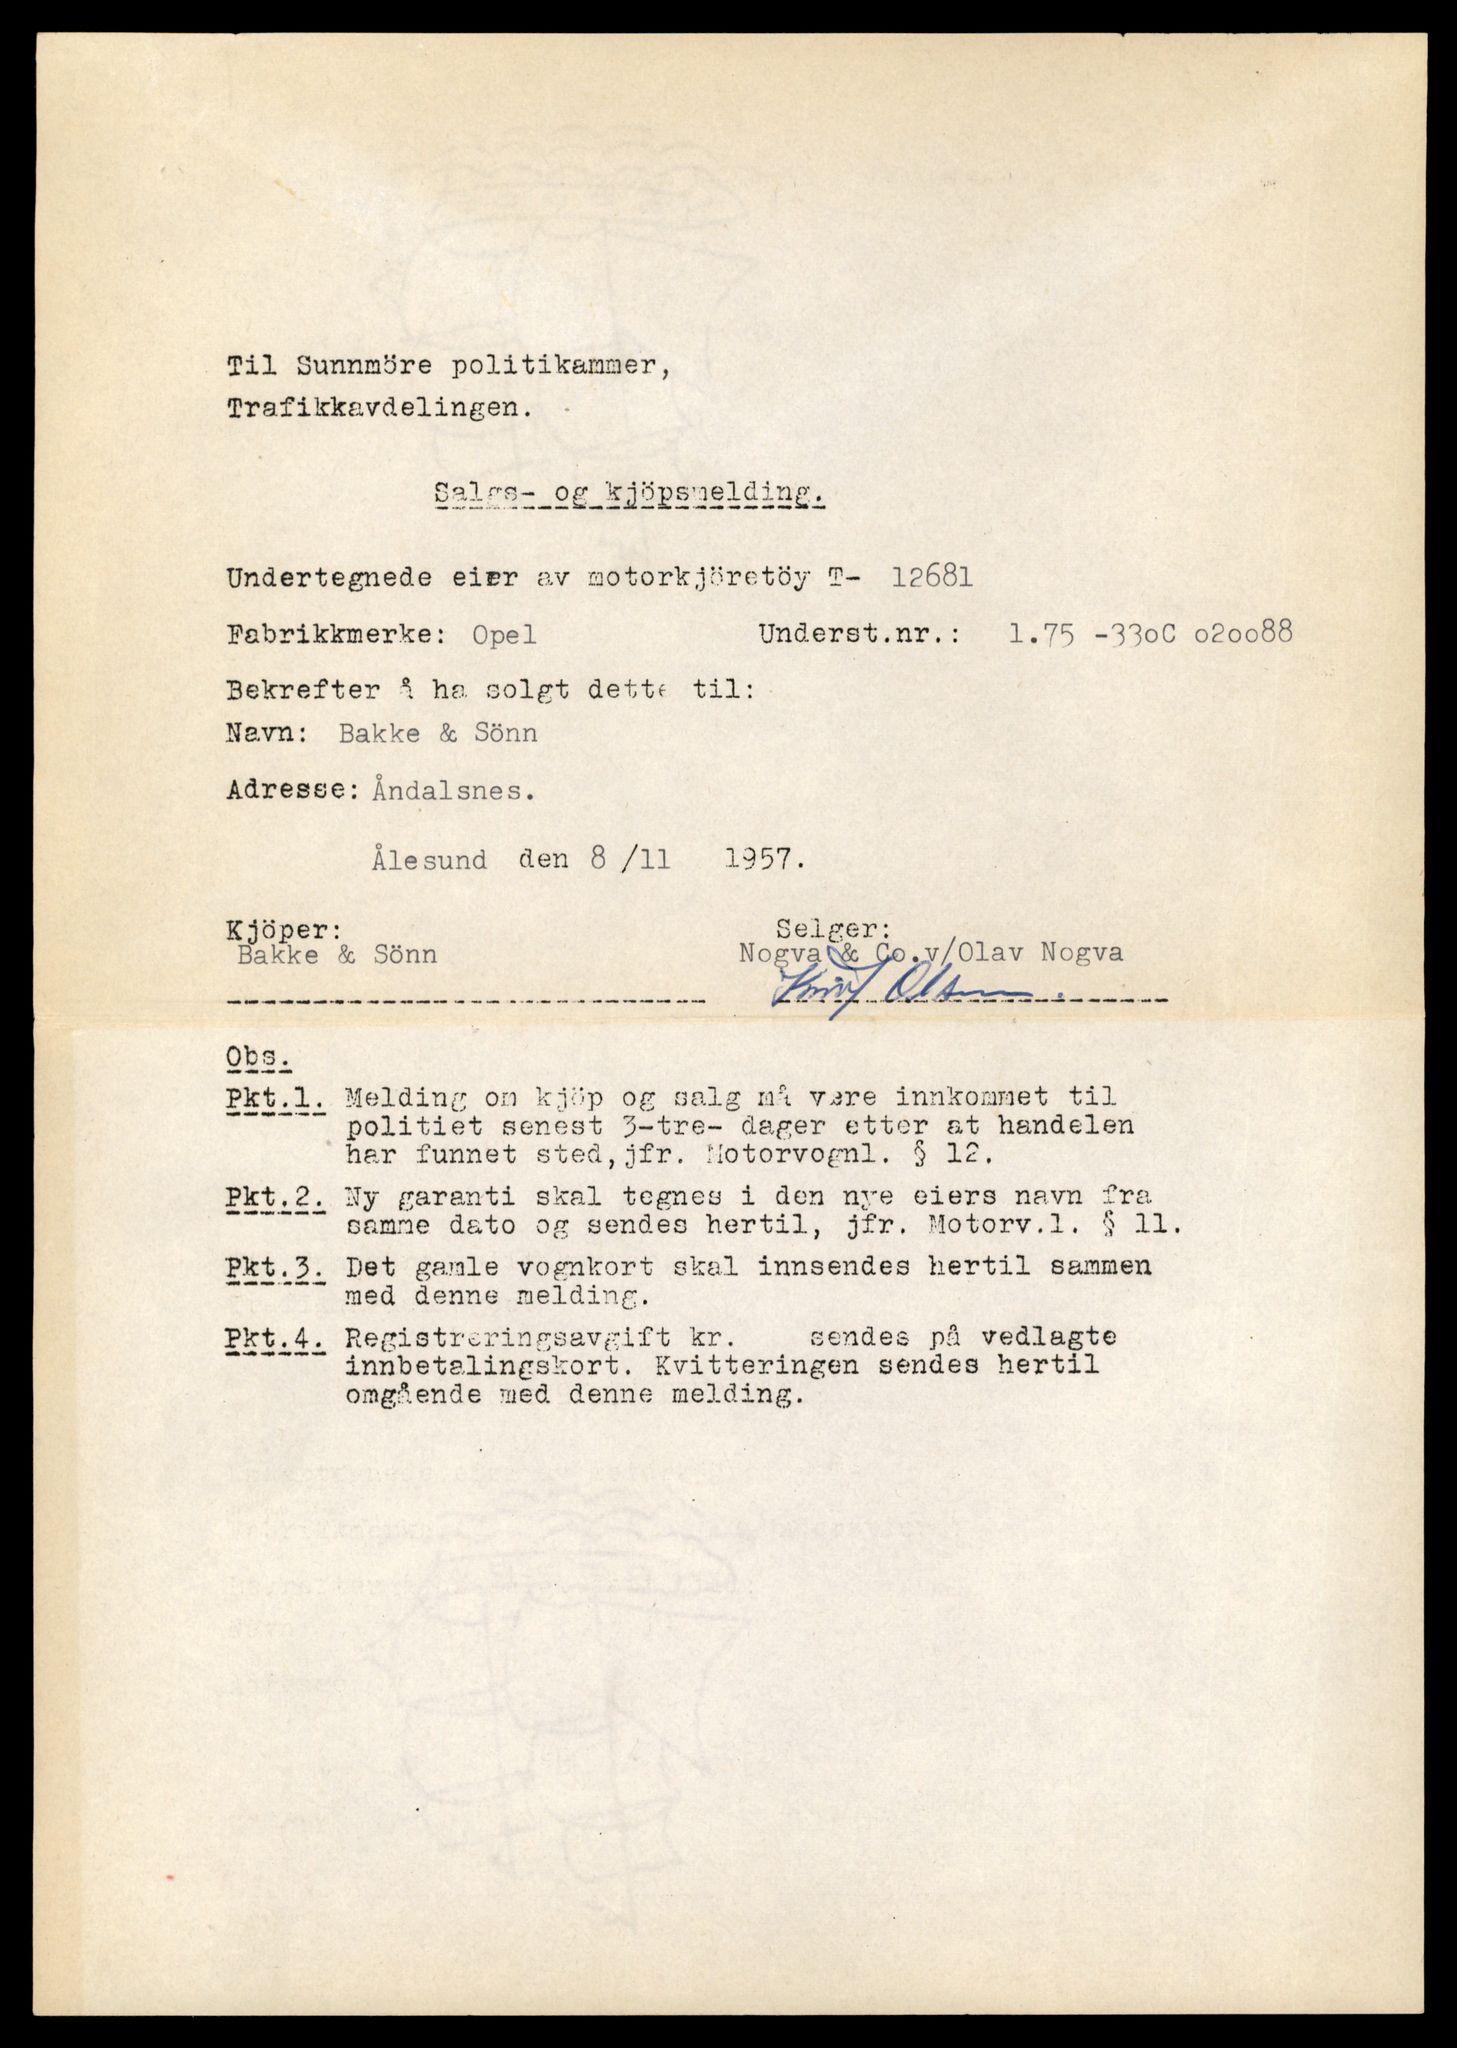 Til Sunnmöre politikammer,
Trafikkavdelingen.
Salgs- og kjöpsmelding.
Undertegnede eier av motorkjöretöy T- 12681
Fabrikkmerke: Opel Underst.nr.: 1.75 -33oC o2oo88
Bekrefter å ha solgt dette til:
Navn: Bakke & Sönn
Adresse: Åndalsnes.
Ålesund den 8 /11 1957.
Kjöper: Selger:
Bakke & Sönn Nogva & Co.v/Olav Nogva
Knut Olsen.
Obs.
Pkt.1. Melding om kjöp og salg må være innkommet til
politiet senest 3-tre- dager etter at handelen
har funnet sted, jfr. Motorvognl. § 12.
Pkt.2. Ny garanti skal tegnes i den nye eiers navn fra
samme dato og sendes hertil, jfr. Motorv.l. § 11.
Pkt.3. Det gamle vognkort skal innsendes hertil sammen
med denne melding.
Pkt.4. Registreringsavgift kr. sendes på vedlagte
innbetalingskort. Kvitteringen sendes hertil
omgående med denne melding.